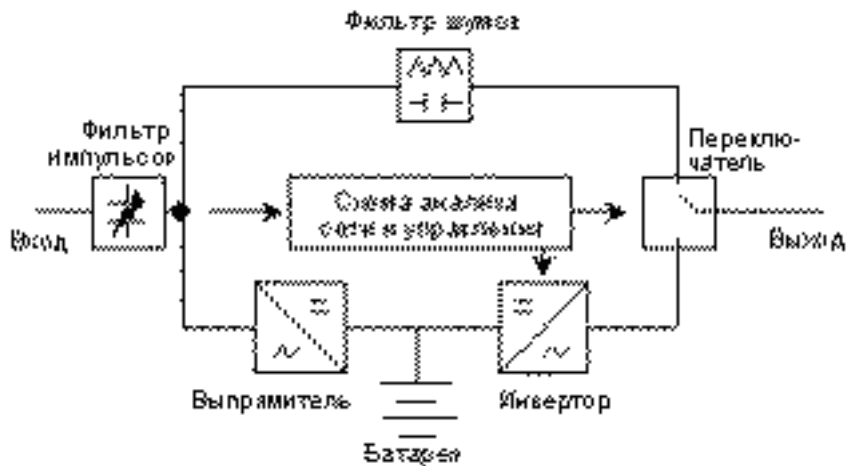 Фильтр шумов
Фильтр
импульсов
Переклю-
чатель
Схема анализа
сети и управления
Вход
Выход
Выпрямитель
Инвертор
Батарея